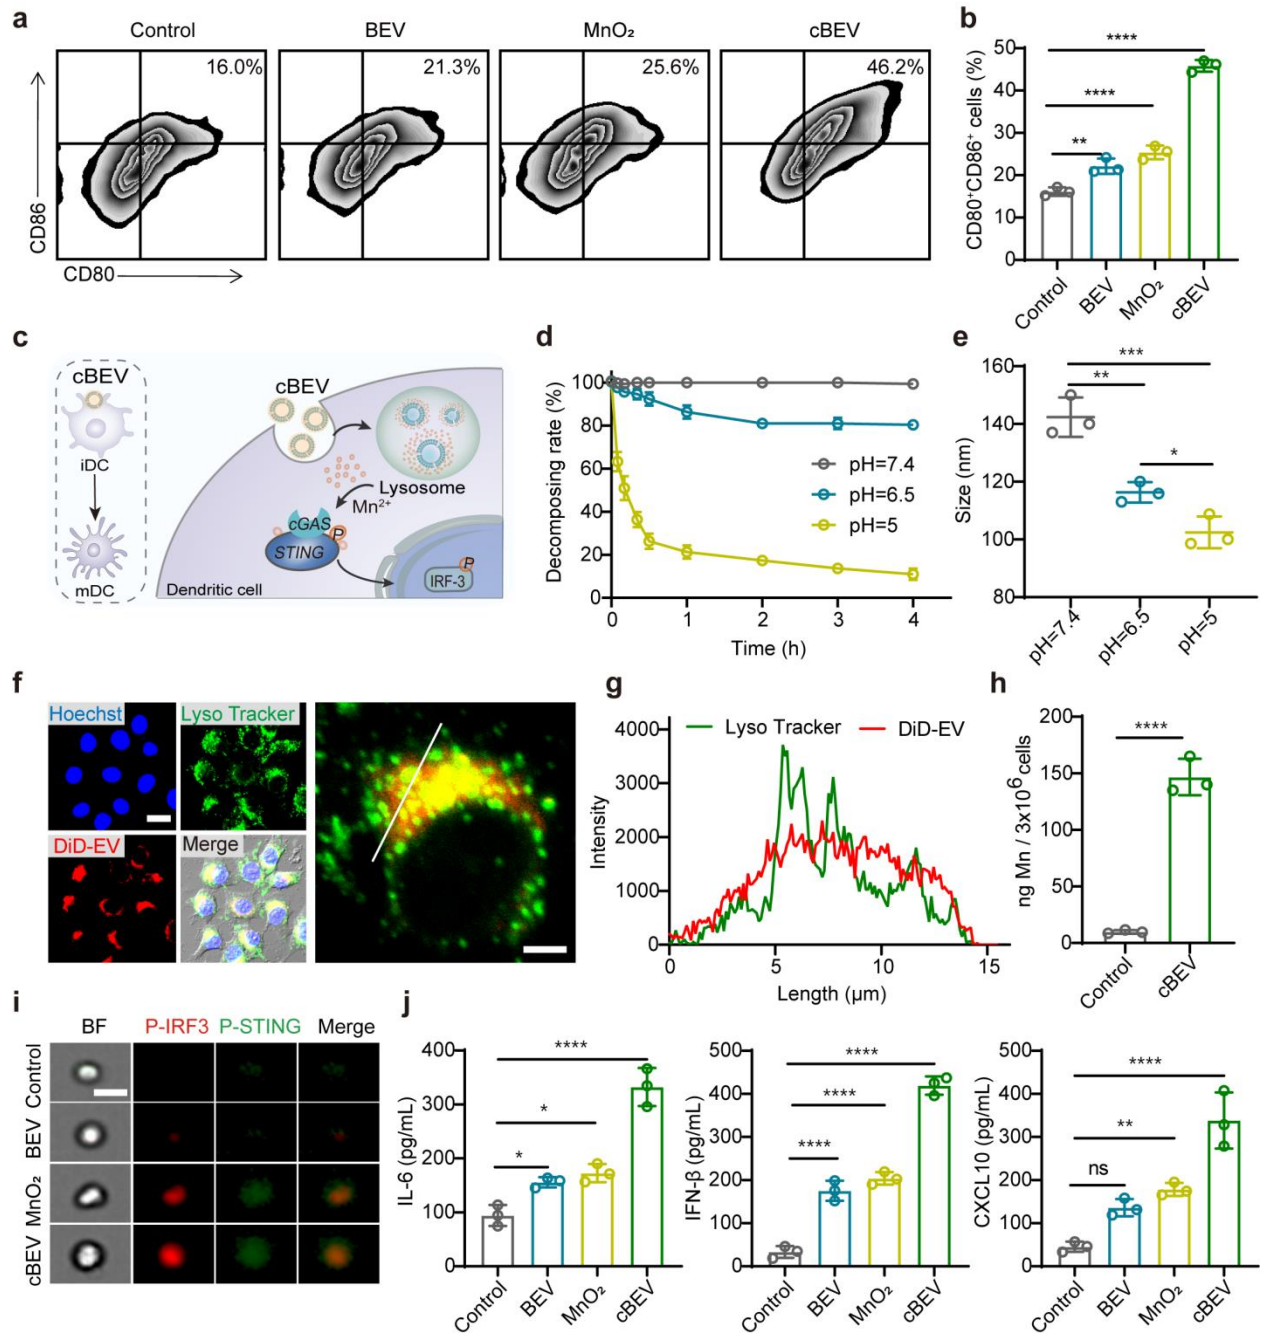 a
Control
BEV
MnO₂
cBEV
16.0%
21.3%
25.6%
46.2%
CD86
CD80
b
CD80⁺CD86⁺ cells (%)
50
40
30
20
10
0
**
****
****
Control
BEV
MnO₂
cBEV
c
cBEV
iDC
mDC
cBEV
Lysosome
Mn²⁺
cGAS
P
STING
P
IRF-3
Dendritic cell
d
Decomposing rate (%)
100
80
60
40
20
0
pH=7.4
pH=6.5
pH=5
0 1 2 3 4
Time (h)
e
Size (nm)
160
140
120
100
80
***
**
*
pH=7.4
pH=6.5
pH=5
f
Hoechst
Lyso Tracker
DiD-EV
Merge
g
Lyso Tracker
DiD-EV
Intensity
4000
3000
2000
1000
0
0 5 10 15
Length (μm)
h
ng Mn / 3x10⁶ cells
200
150
100
50
0
****
Control
cBEV
i
BF P-IRF3 P-STING Merge
Control
BEV
MnO₂
cBEV
j
IL-6 (pg/mL)
400
300
200
100
0
****
*
*
Control
BEV
MnO₂
cBEV
IFN-β (pg/mL)
500
400
300
200
100
0
****
****
****
Control
BEV
MnO₂
cBEV
CXCL10 (pg/mL)
500
400
300
200
100
0
****
**
ns
Control
BEV
MnO₂
cBEV